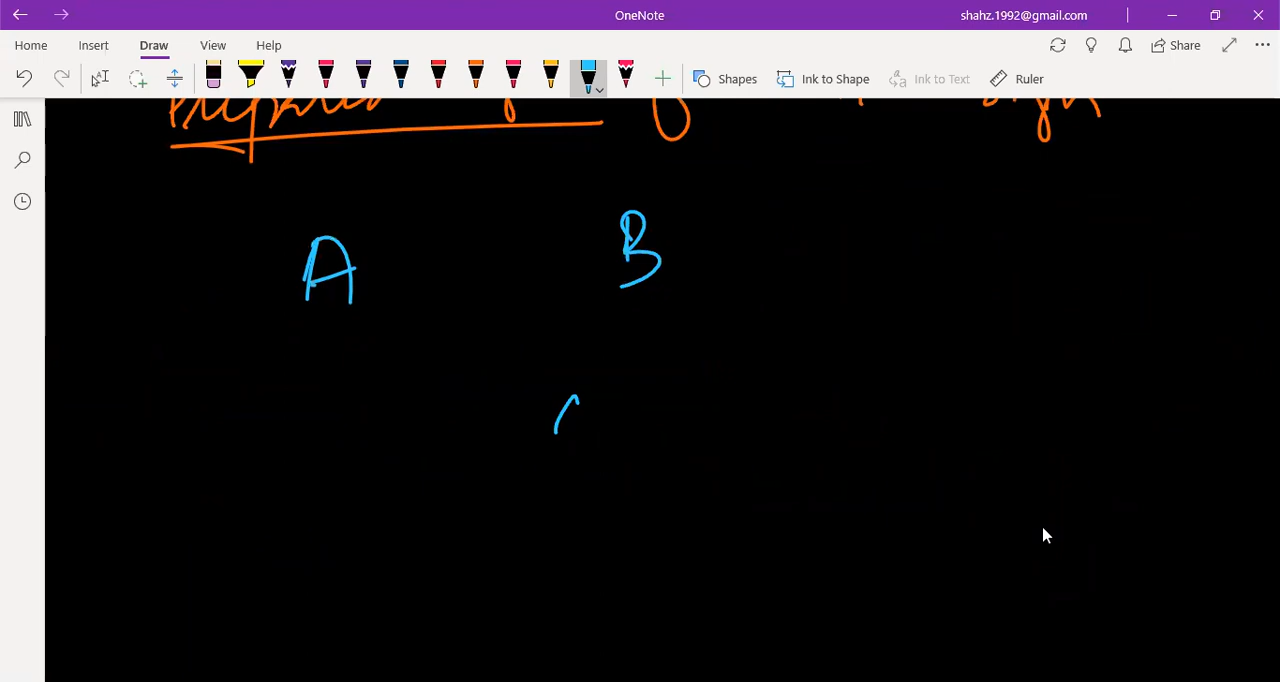 OneNote
shahz.1992@gmail.com
Home Insert Draw View Help
Share
Shapes Ink to Shape Ink to Text Ruler
A B